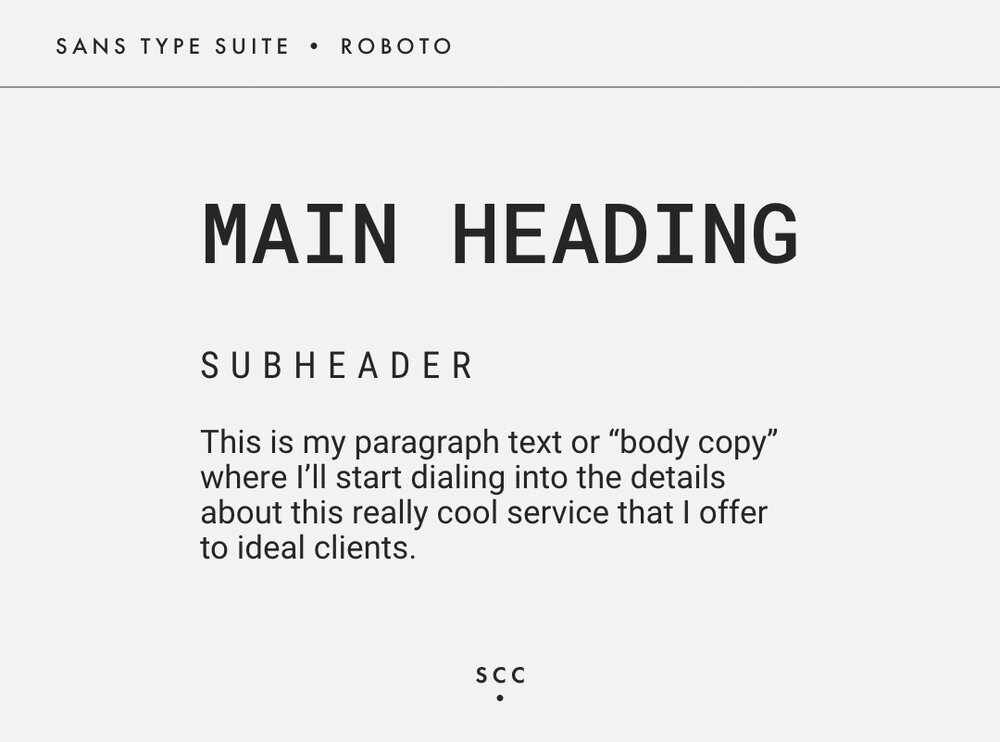 SANS TYPE SUITE • ROBOTO
MAIN HEADING
SUBHEADER
This is my paragraph text or “body copy”
where I’ll start dialing into the details
about this really cool service that I offer
to ideal clients.
SCC